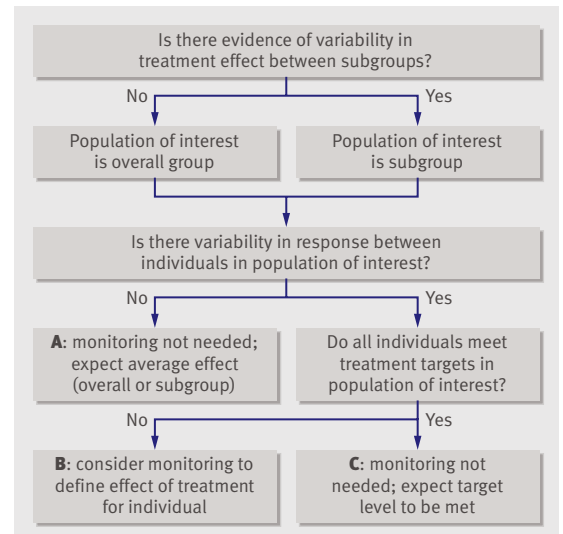 Is there evidence of variability in
treatment effect between subgroups?
No
Yes
Population of interest
is overall group
Population of interest
is subgroup
Is there variability in response between
individuals in population of interest?
No
Yes
A: monitoring not needed;
expect average effect
(overall or subgroup)
Do all individuals meet
treatment targets in
population of interest?
No
Yes
B: consider monitoring to
define effect of treatment
for individual
C: monitoring not
needed; expect target
level to be met